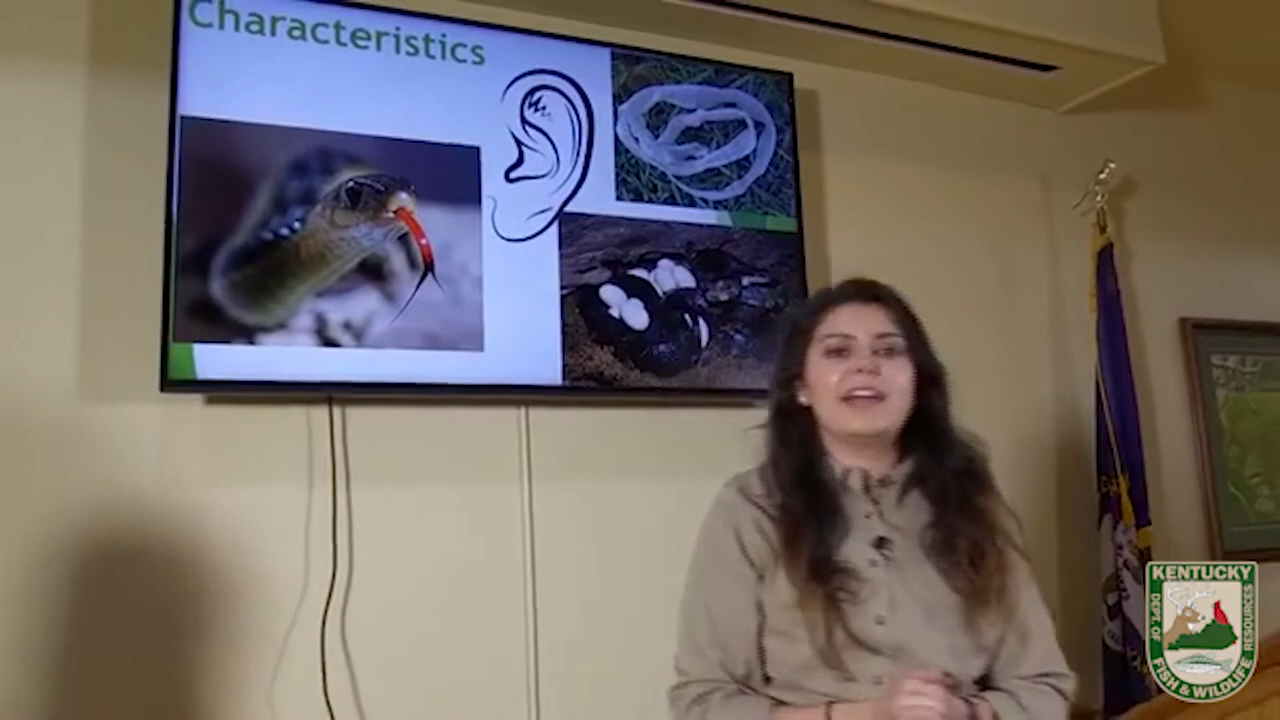 Characteristics
KENTUCKY
DEPT. OF
FISH & WILDLIFE
RESOURCES